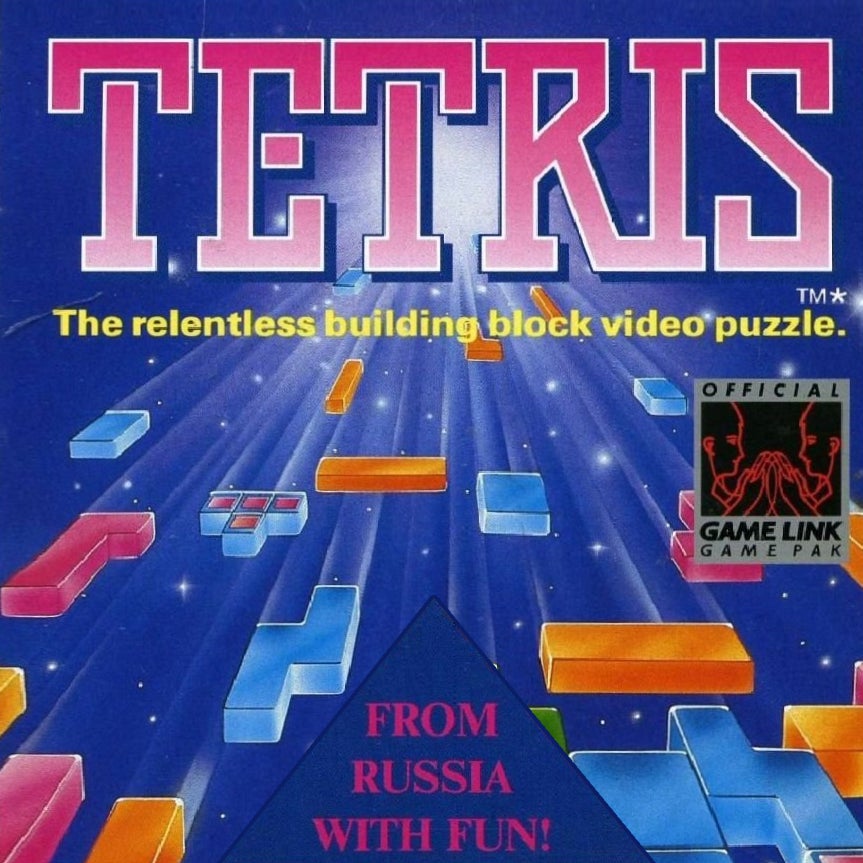 TETRIS
TM*
The relentless building block video puzzle.
OFFICIAL
GAME LINK
GAME PAK
FROM
RUSSIA
WITH FUN!